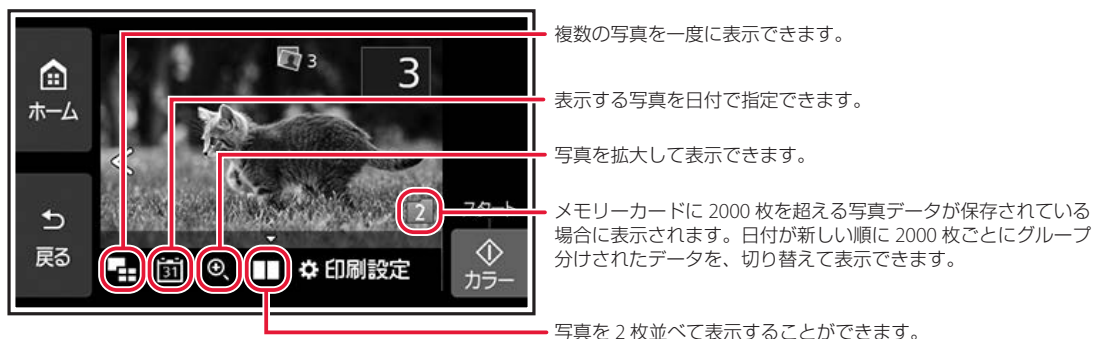 複数の写真を一度に表示できます。
3
3
ホーム
表示する写真を日付で指定できます。
写真を拡大して表示できます。
2
スタート
メモリーカードに 2000 枚を超える写真データが保存されている
場合に表示されます。日付が新しい順に 2000 枚ごとにグループ
分けされたデータを、切り替えて表示できます。
戻る
31
印刷設定
カラー
写真を 2 枚並べて表示することができます。